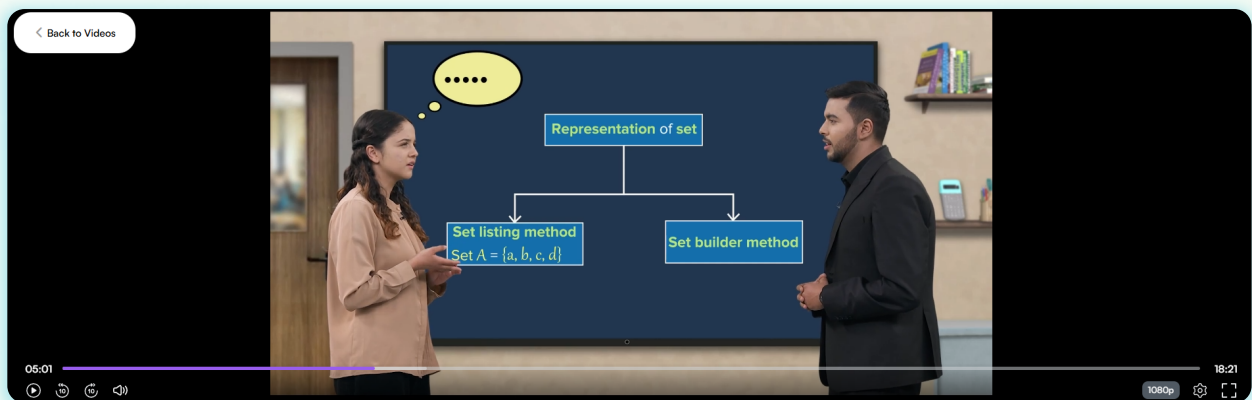 Back to Videos
Representation of set
Set listing method
Set A = {a, b, c, d}
Set builder method
05:01
18:21
10
10
1080p